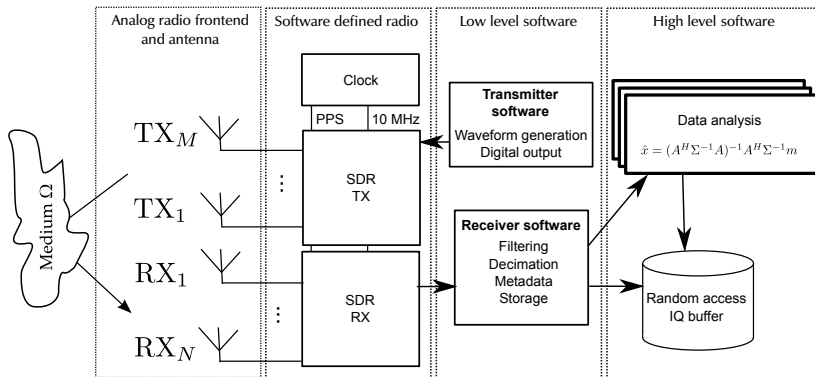 Analog radio frontend
and antenna
Software defined radio
Low level software
High level software
Clock
PPS
10 MHz
TX_M
...
TX_1
RX_1
...
RX_N
Medium Ω
SDR
TX
SDR
RX
Transmitter
software
Waveform generation
Digital output
Receiver software
Filtering
Decimation
Metadata
Storage
Data analysis
x̂ = (A^H Σ^{-1} A)^{-1} A^H Σ^{-1} m
Random access
IQ buffer